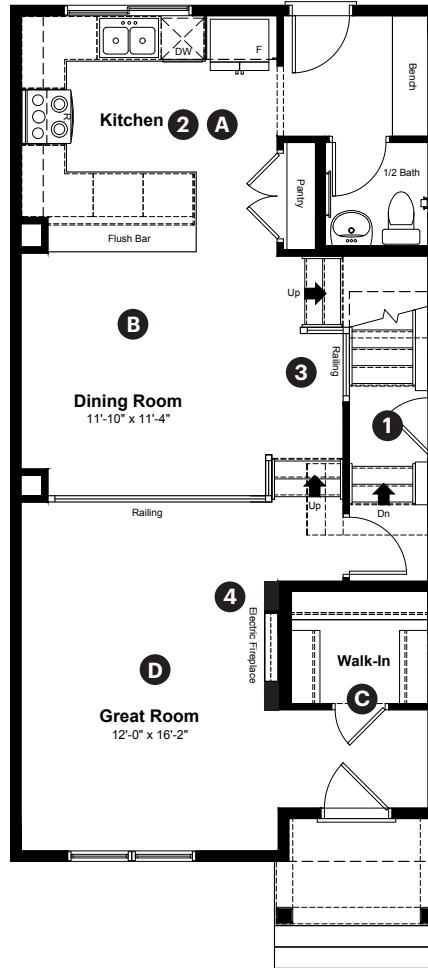 DW
F
R
Kitchen 2 A
Bench
1/2 Bath
Pantry
Flush Bar
Up
B
Railing
3
Dining Room
11'-10" x 11'-4"
1
Railing
Up
Dn
4
Electric Fireplace
D
Walk-In
C
Great Room
12'-0" x 16'-2"